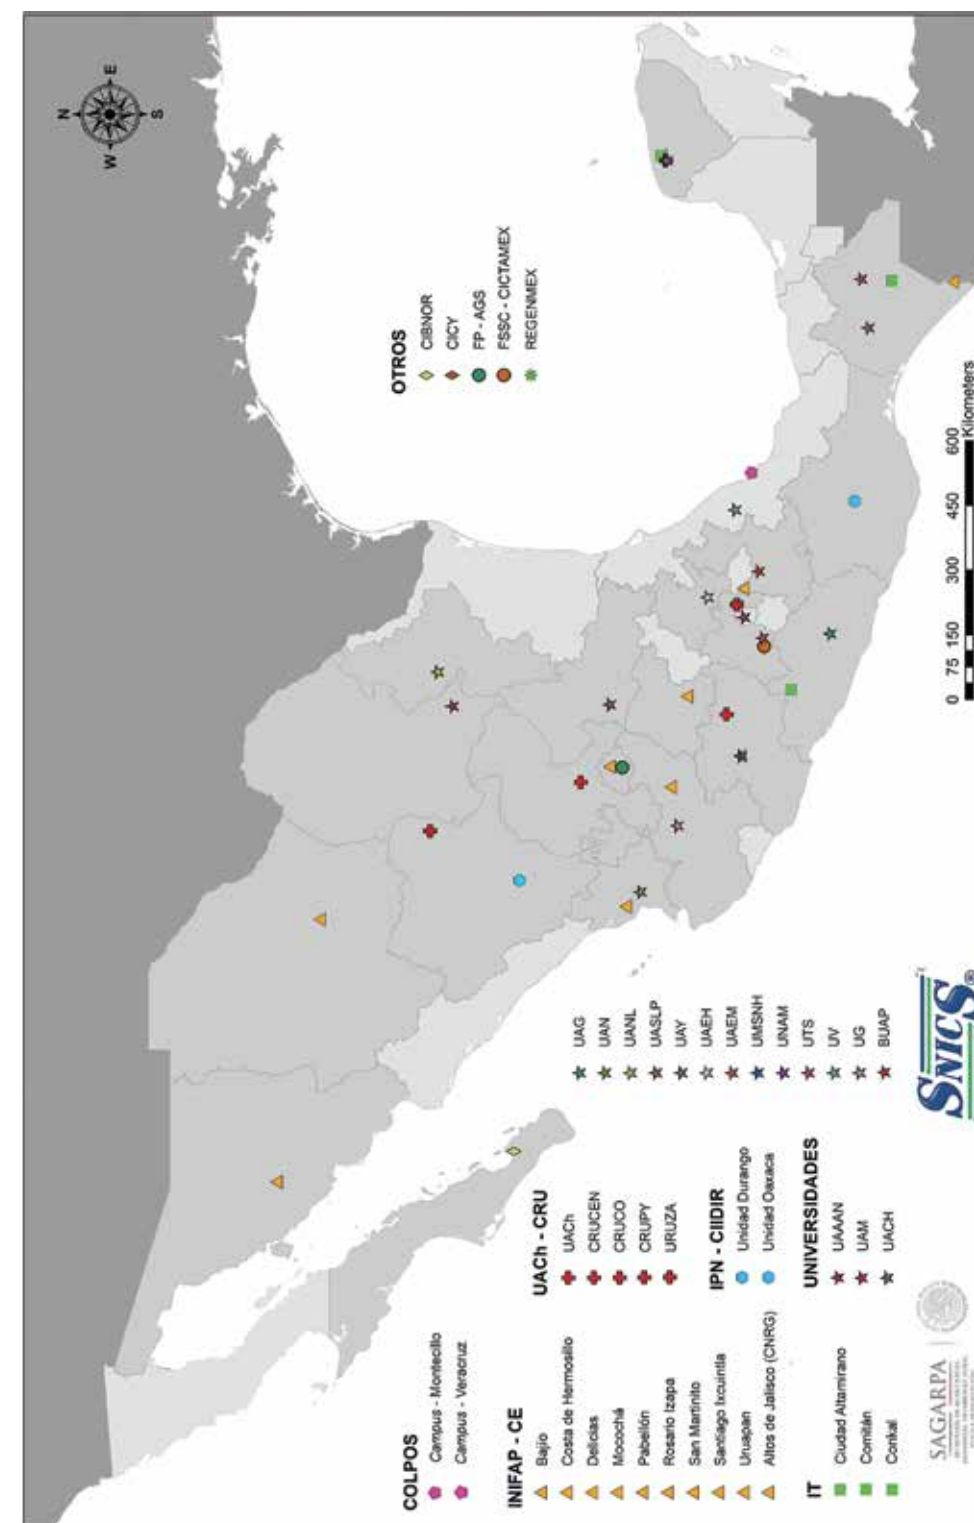 N
W
E
S
OTROS
CIBNOR
CICY
FP - AGS
FSSC - CICTAMEX
REGENMEX
COLPOS
Campus - Montecillo
Campus - Veracruz
INIFAP - CE
Bajío
Costa de Hermosillo
Delicias
Mocochá
Pabellón
Rosario Izapa
San Martinito
Santiago Ixcuintla
Uruapan
Altos de Jalisco (CNRG)
IT
Ciudad Altamirano
Comitán
Conkal
UACh - CRU
UACh
CRUCEN
CRUCO
CRUPY
URUZA
IPN - CIIDIR
Unidad Durango
Unidad Oaxaca
UNIVERSIDADES
UAAAN
UAM
UACH
UAG
UAN
UANL
UASLP
UAY
UAEH
UAEM
UMSNH
UNAM
UTS
UV
UG
BUAP
0 75 150 300 450 600
Kilometers
SAGARPA
SNICS®